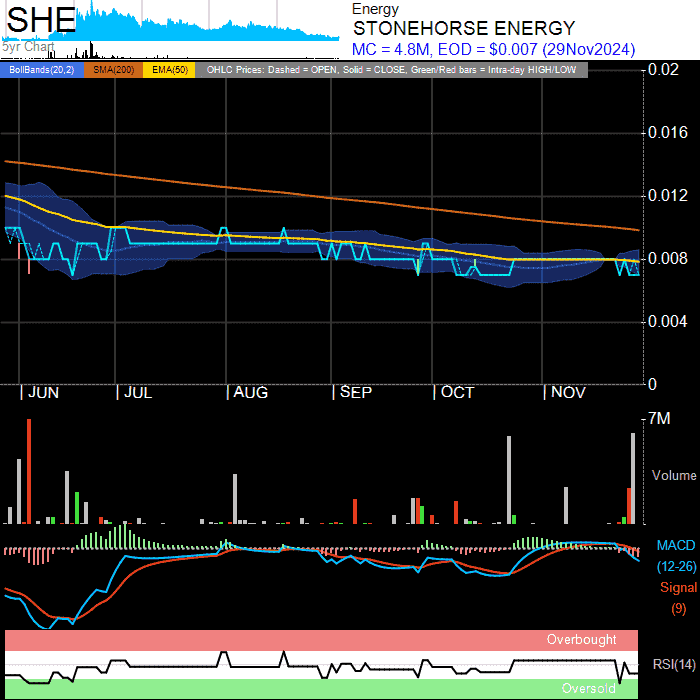 SHE
5yr Chart
Energy
STONEHORSE ENERGY
MC = 4.8M, EOD = $0.007 (29Nov2024)
BollBands(20,2) SMA(200) EMA(50) OHLC Prices: Dashed = OPEN, Solid = CLOSE, Green/Red bars = Intra-day HIGH/LOW
0.02
0.016
0.012
0.008
0.004
0
| JUN | JUL | AUG | SEP | OCT | NOV
7M
Volume
MACD
(12-26)
Signal
(9)
Overbought
RSI(14)
Oversold